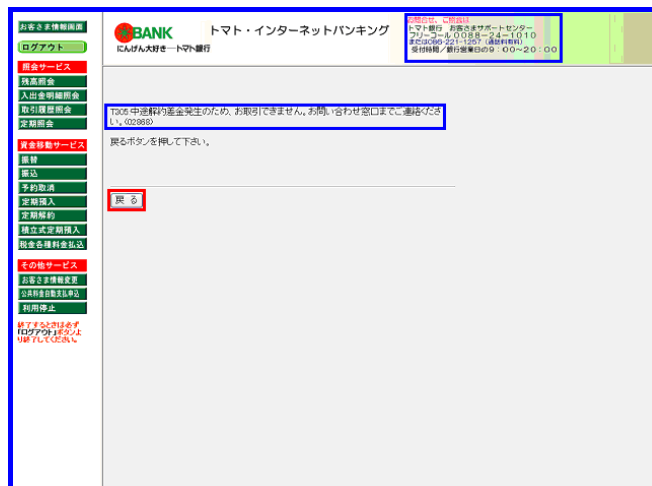 お客さま情報画面
ログアウト
照会サービス
残高照会
入出金明細照会
取引履歴照会
定期照会
資金移動サービス
振替
振込
予約取消
定期預入
定期解約
積立式定期預入
税金各種料金払込
その他サービス
お客さま情報変更
公共料金自動支払申込
利用停止
終了するときは必ず
「ログアウト」ボタンよ
り終了してください。
BANK
にんげん大好き－トマト銀行
トマト・インターネットバンキング
お問合せ、ご照会は
トマト銀行 お客さまサポートセンター
フリーコール 0088-24-1010
または086-221-1257（通話料有料）
受付時間／銀行営業日の9：00～20：00
T305 中途解約差金発生のため、お取引できません。お問い合わせ窓口までご連絡くださ
い。(02868)
戻るボタンを押して下さい。
戻 る